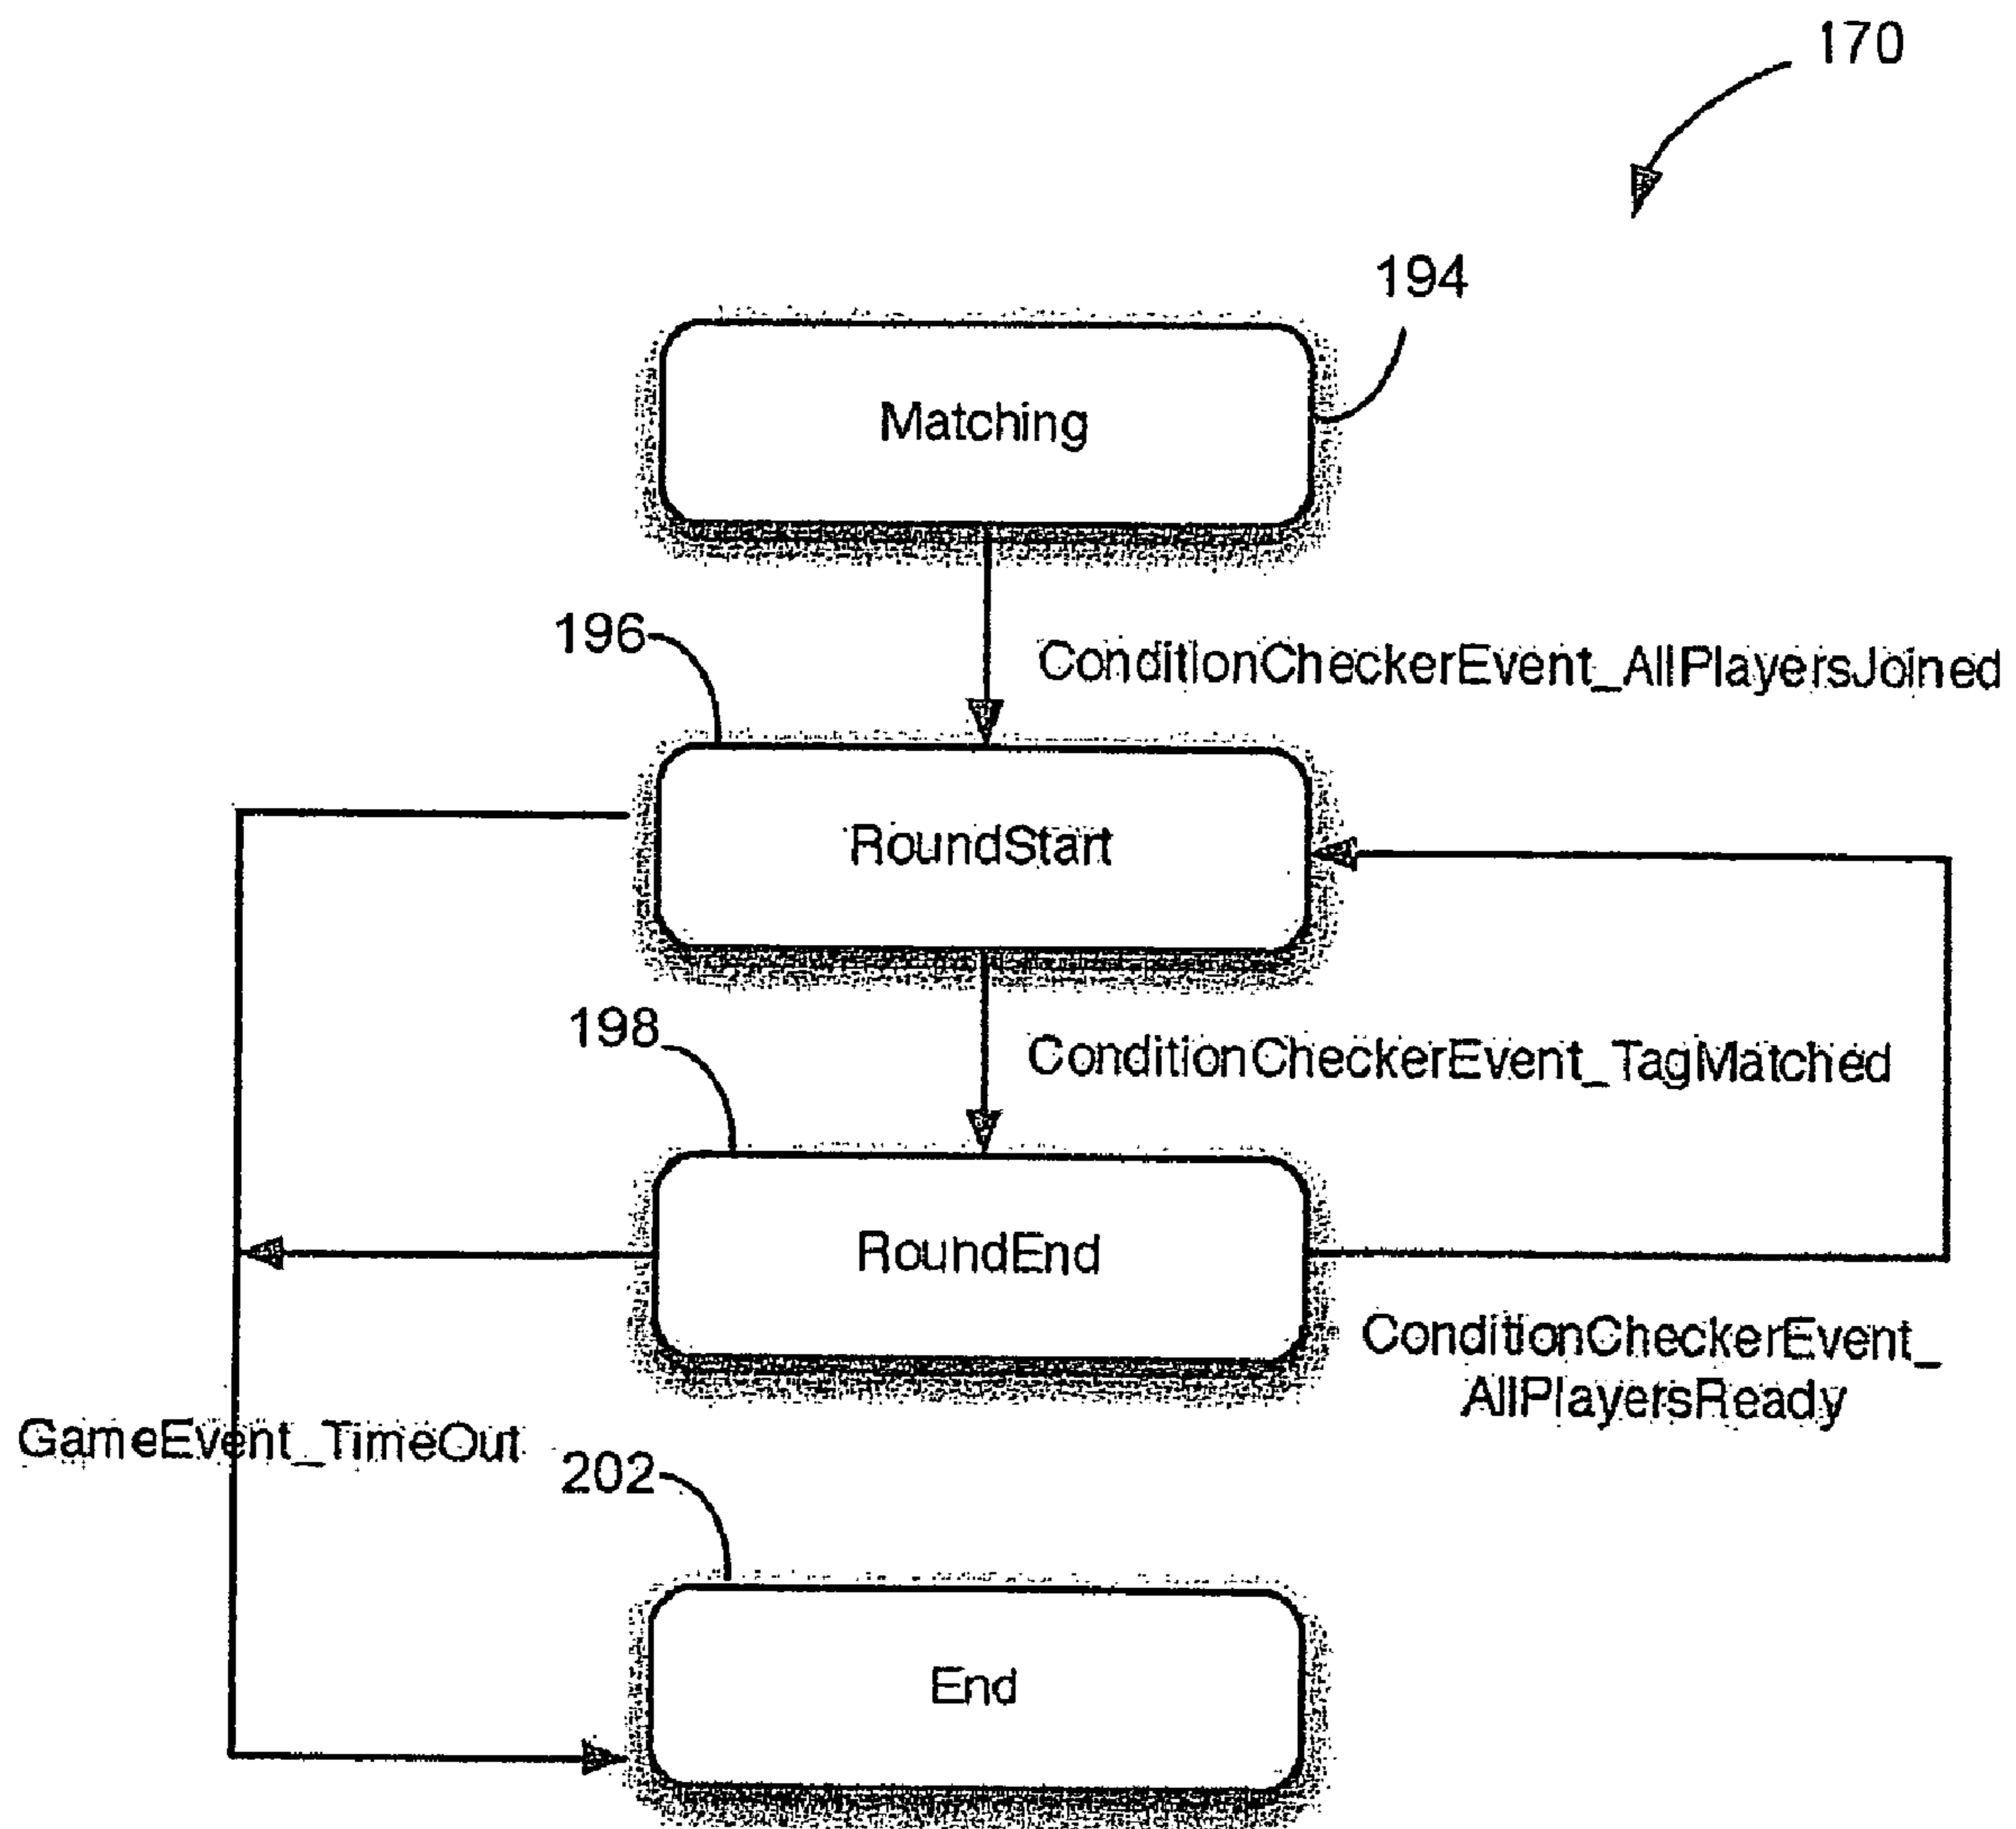 170
194
Matching
196
ConditionCheckerEvent_AllPlayersJoined
RoundStart
198
ConditionCheckerEvent_TagMatched
RoundEnd
ConditionCheckerEvent_
AllPlayersReady
GameEvent_TimeOut
202
End